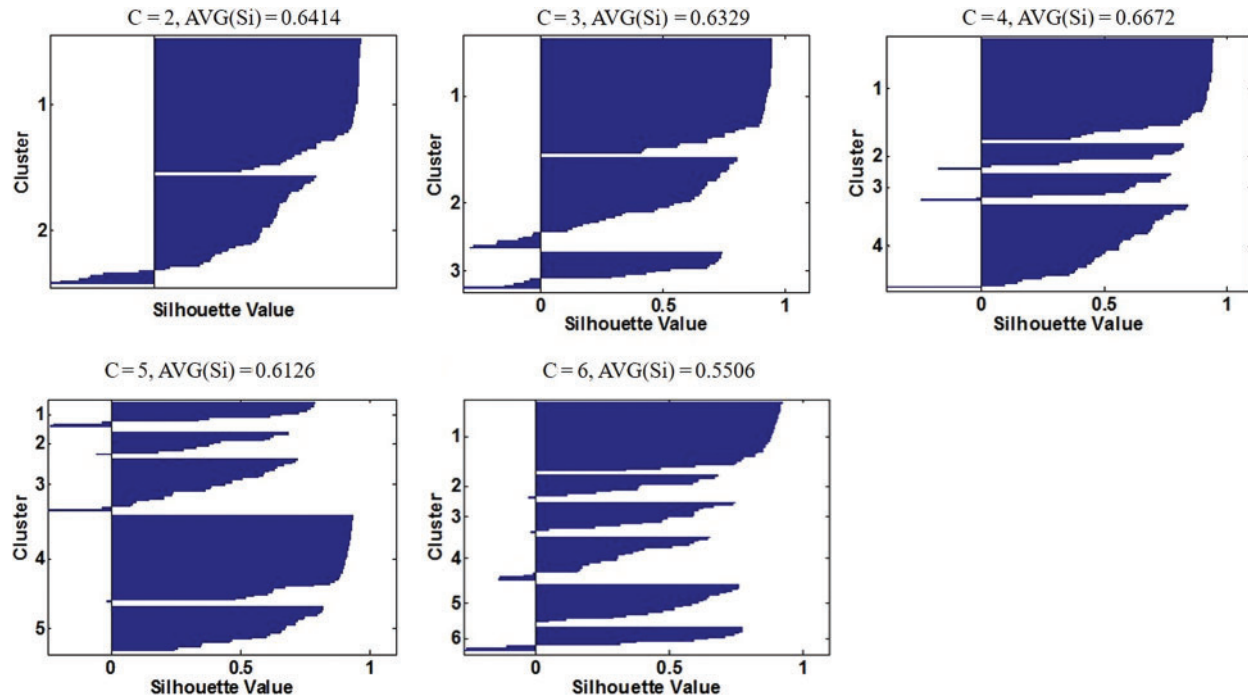 C = 2, AVG(Si) = 0.6414
Cluster
1
2
Silhouette Value
C = 3, AVG(Si) = 0.6329
Cluster
1
2
3
0 0.5 1
Silhouette Value
C = 4, AVG(Si) = 0.6672
Cluster
1
2
3
4
0 0.5 1
Silhouette Value
C = 5, AVG(Si) = 0.6126
Cluster
1
2
3
4
5
0 0.5 1
Silhouette Value
C = 6, AVG(Si) = 0.5506
Cluster
1
2
3
4
5
6
0 0.5 1
Silhouette Value